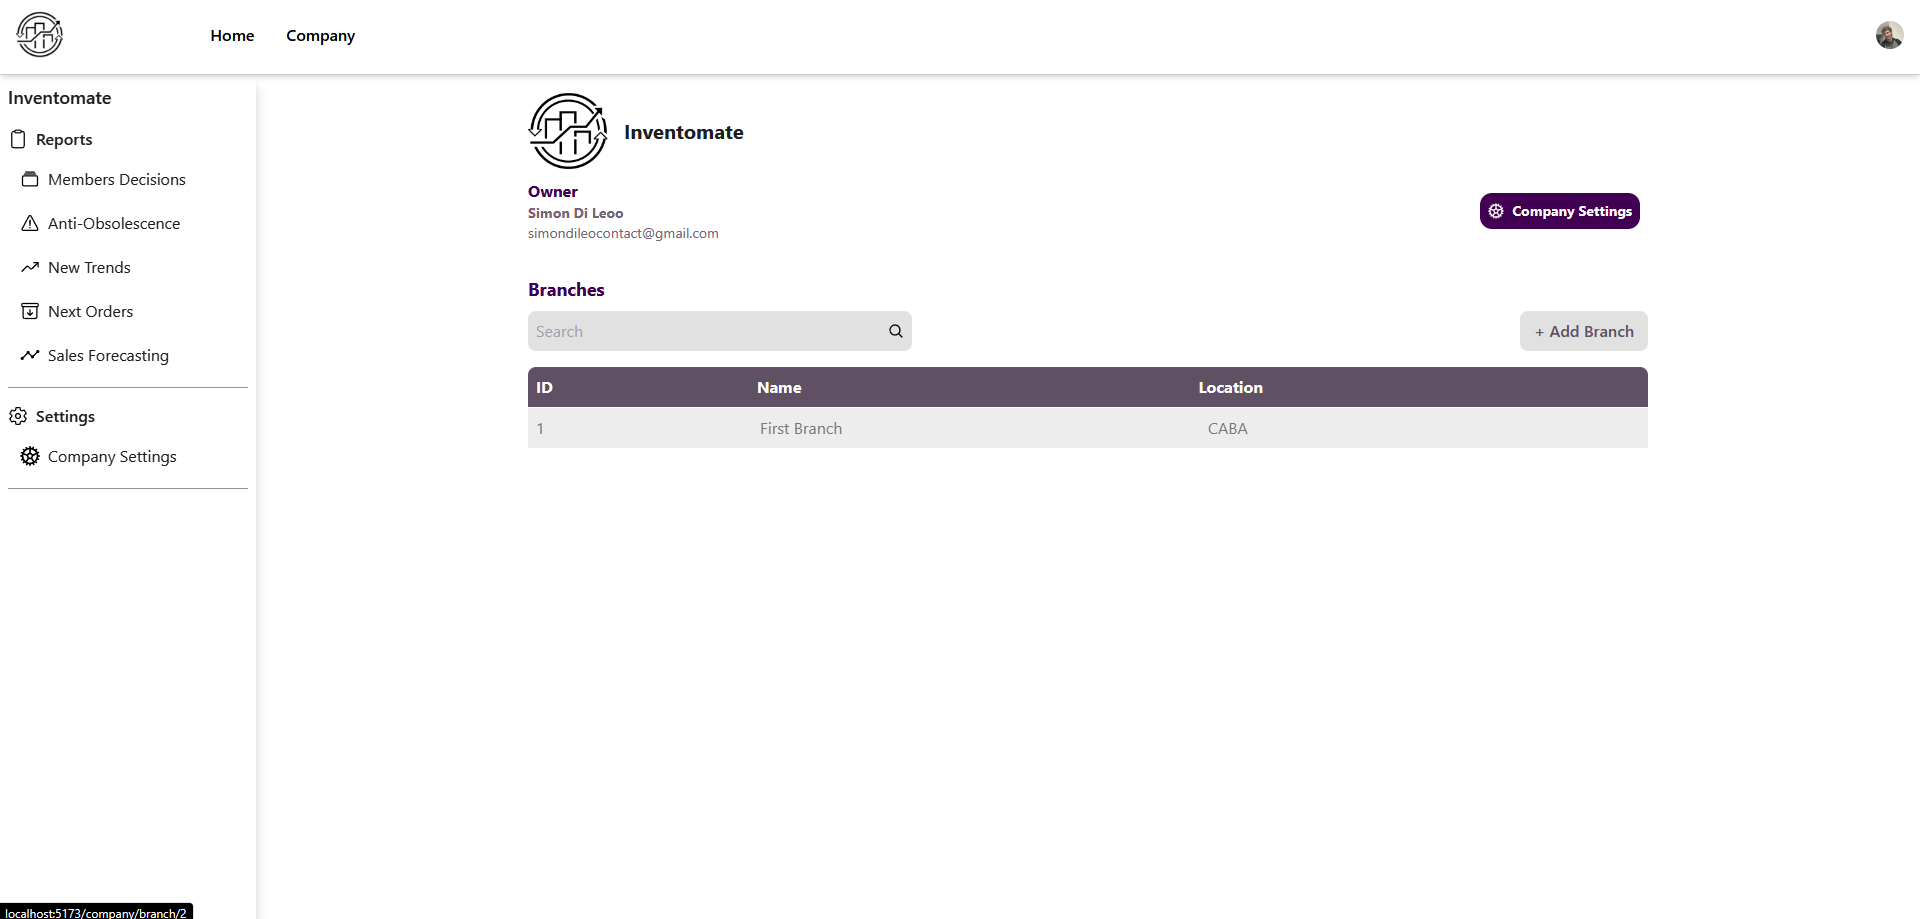 Home Company
Inventomate
Reports
Members Decisions
Anti-Obsolescence
New Trends
Next Orders
Sales Forecasting
Settings
Company Settings
Inventomate
Owner
Simon Di Leoo
simondileocontact@gmail.com
Company Settings
Branches
Search
+ Add Branch
ID Name Location
1 First Branch CABA
localhost:5173/company/branch/2